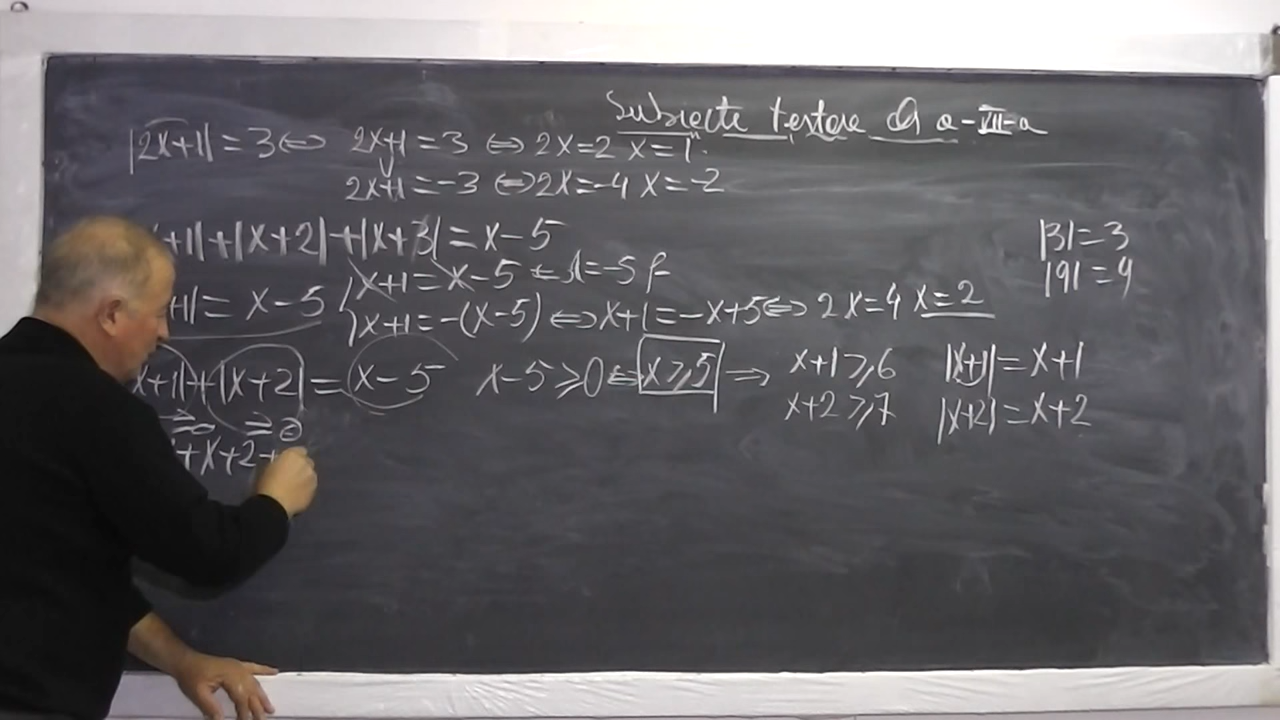 Subiecte testare cls a-VII-a
|2x+1|=3⇔ 2x+1=3 ⇔ 2x=2 x=1
2x+1=-3 ⇔ 2x=-4 x=-2
+1|+|x+2|+|x+3|=x-5
|3|=3
|9|=9
x+1=x-5 ⇔ 1=-5 f
+1|=x-5
x+1=-(x-5) ⇔ x+1=-x+5 ⇔ 2x=4 x=2
x+1|+|x+2|=x-5 x-5≥0 ⇔ x≥5 ⇒ x+1≥6 |x+1|=x+1
≥0 ≥0 x+2≥7 |x+2|=x+2
+x+2+